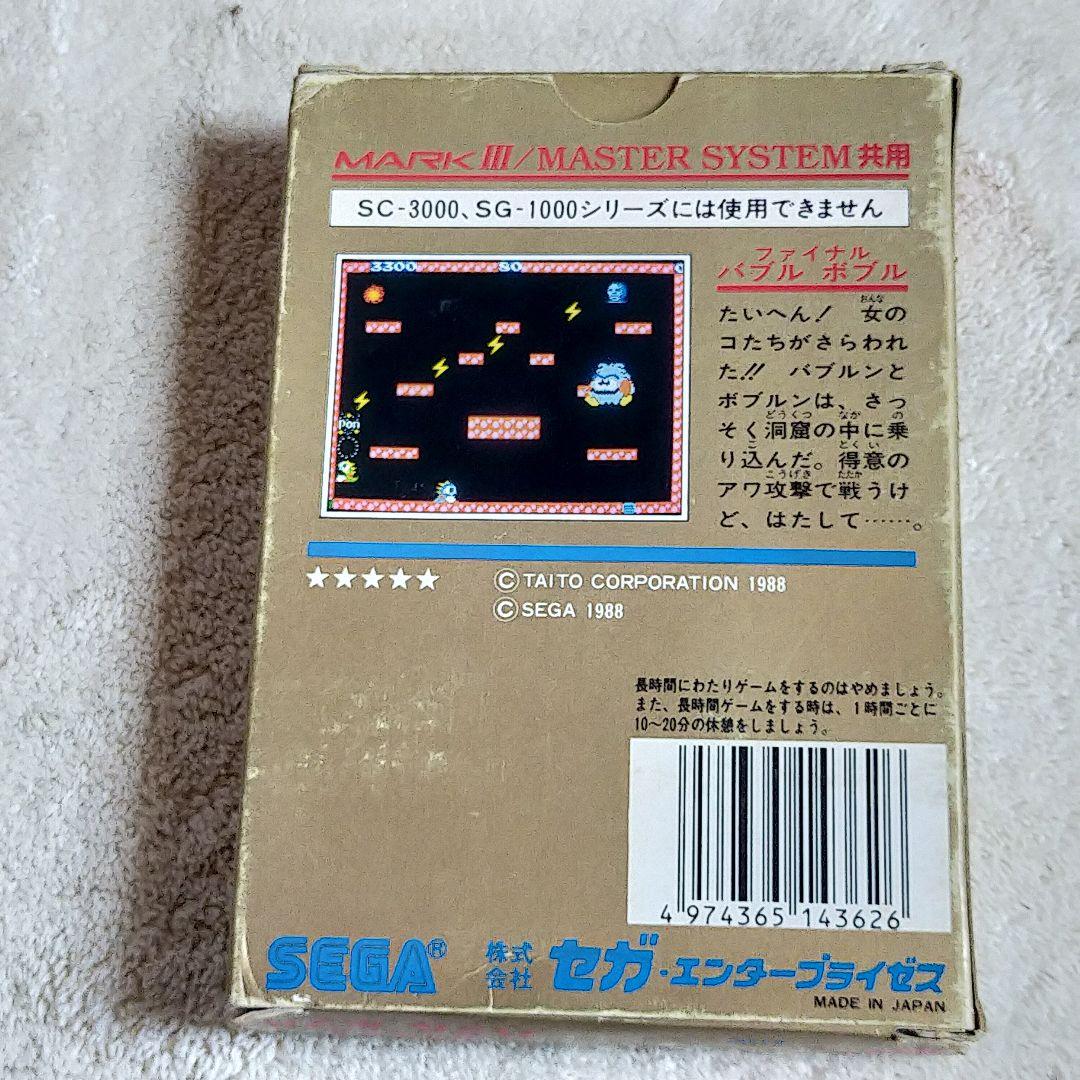 MARK III/MASTER SYSTEM共用
SC-3000、SG-1000シリーズには使用できません
ファイナル
バブル ボブル
3300 80 0
たいへん! 女の
コたちがさらわれ
た!! バブルンと
ボブルンは、さっ
そく洞窟の中に乗
り込んだ。得意の
アワ攻撃で戦うけ
ど、はたして……。
pon
★★★★★ ©TAITO CORPORATION 1988
©SEGA 1988
長時間にわたりゲームをするのはやめましょう。
また、長時間ゲームをする時は、1時間ごとに
10~20分の休憩をしましょう。
4 974365 143626
SEGA® 株式会社 セガ・エンタープライゼス
MADE IN JAPAN